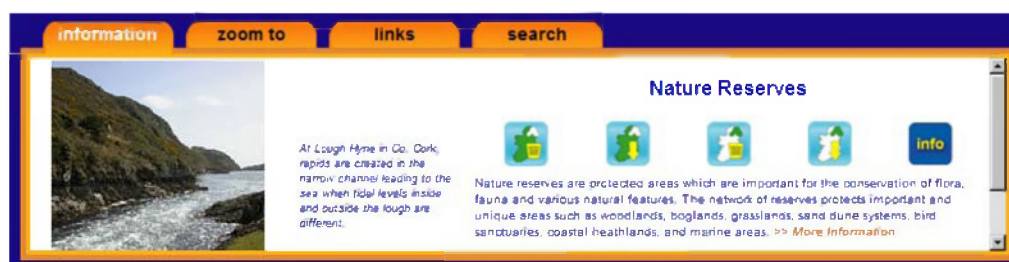 information
zoom to
links
search
Nature Reserves
info
At Lough Hyne in Co. Cork,
rapids are created in the
narrow channel leading to the
sea when tidal levels inside
and outside the lough are
different.
Nature reserves are protected areas which are important for the conservation of flora,
fauna and various natural features. The network of reserves protects important and
unique areas such as woodlands, boglands, grasslands, sand dune systems, bird
sanctuaries, coastal heathlands, and marine areas. >> More Information